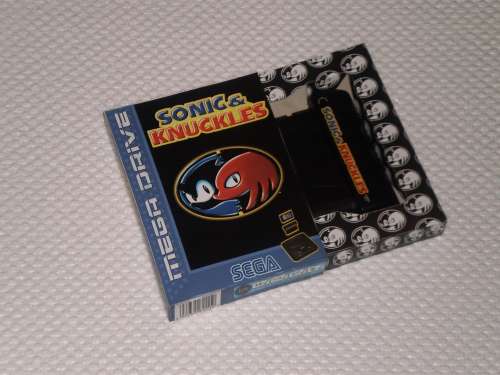 MEGA DRIVE
SONIC &
KNUCKLES
SEGA
SONIC & KNUCKLES